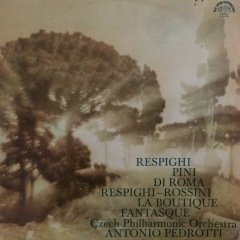 RESPIGHI
PINI
DI ROMA
RESPIGHI-ROSSINI
LA BOUTIQUE
FANTASQUE
Czech Philharmonic Orchestra
ANTONIO PEDROTTI